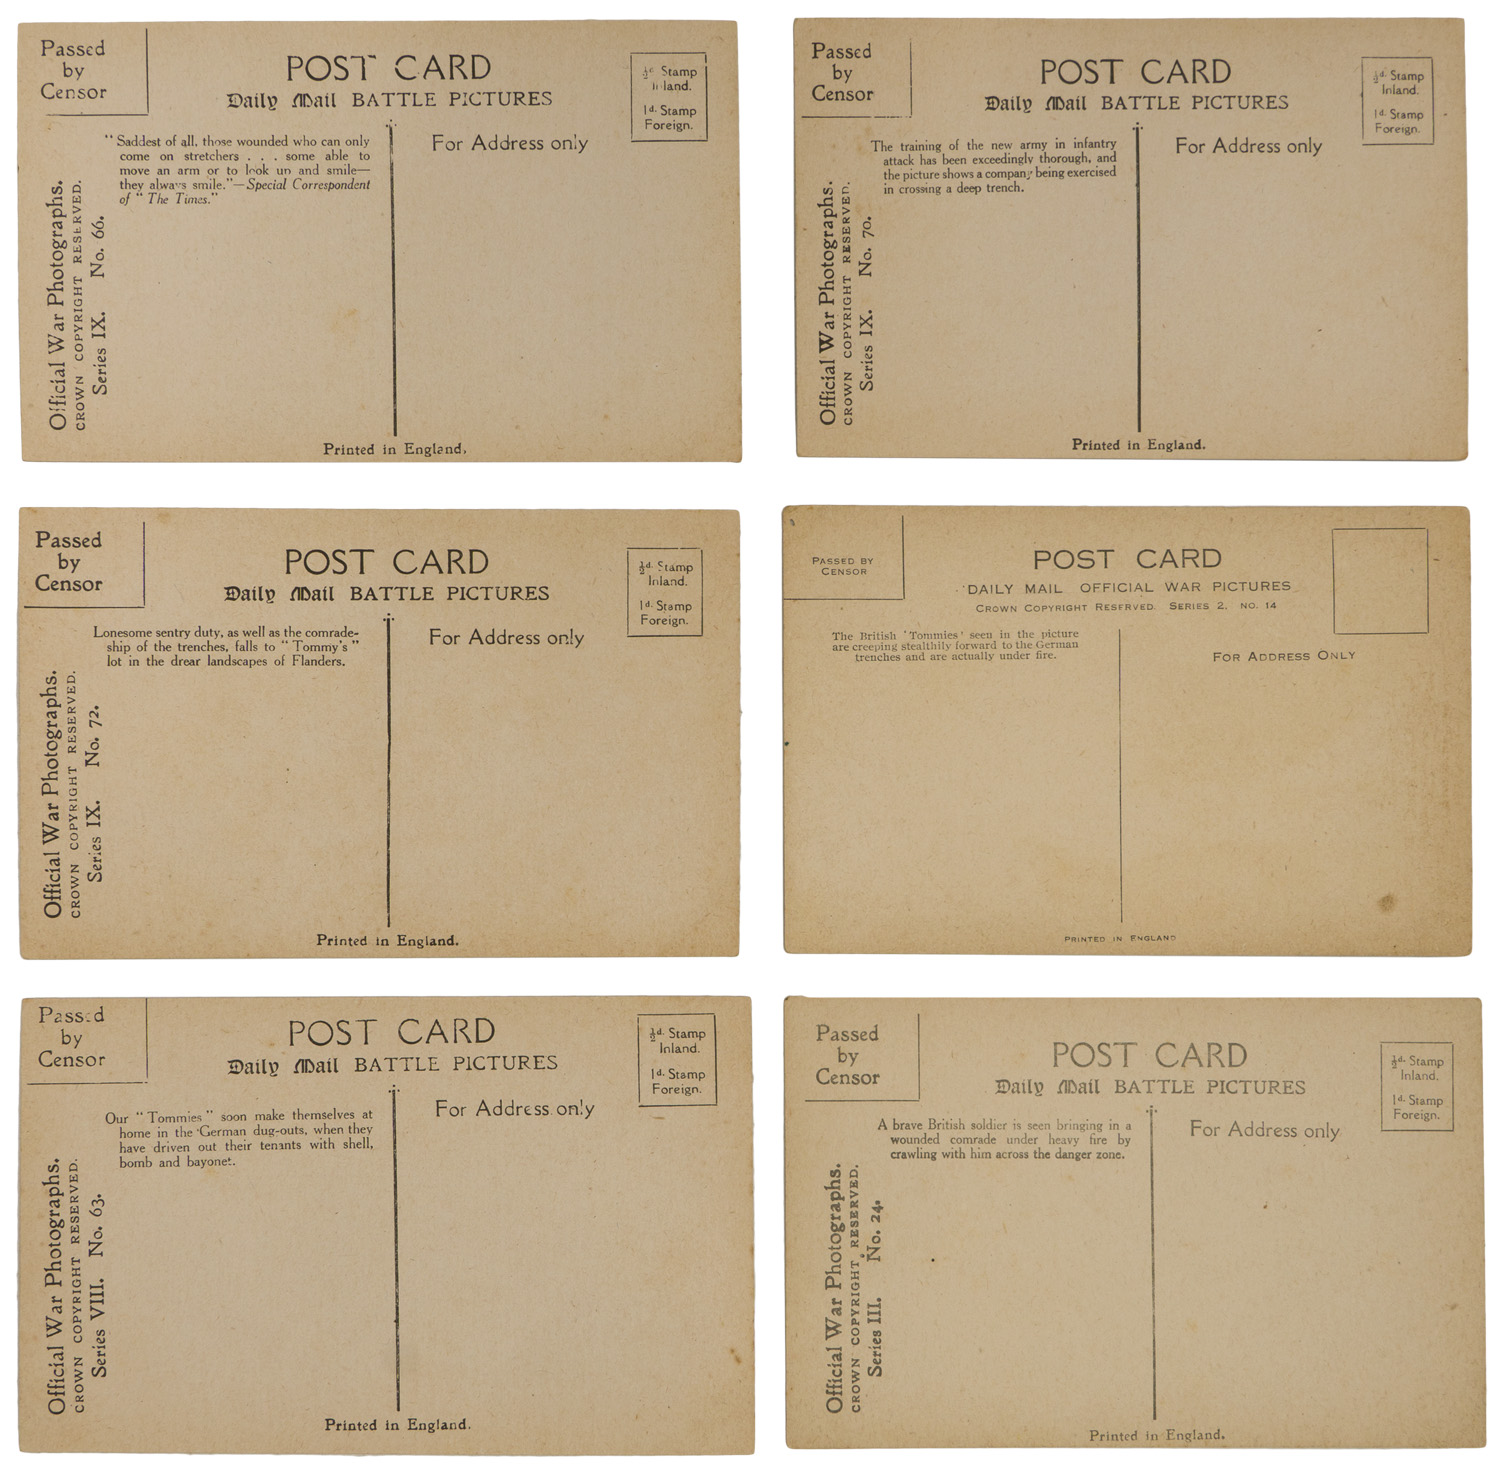 Passed
by
Censor
POST CARD
Daily Mail BATTLE PICTURES
½d. Stamp
Inland.
1d. Stamp
Foreign.
For Address only
"Saddest of all, those wounded who can only
come on stretchers . . . some able to
move an arm or to look up and smile—
they always smile."—Special Correspondent
of "The Times."
Official War Photographs.
CROWN COPYRIGHT RESERVED.
Series IX. No. 66.
Printed in England.
Passed
by
Censor
POST CARD
Daily Mail BATTLE PICTURES
½d. Stamp
Inland.
1d. Stamp
Foreign.
For Address only
The training of the new army in infantry
attack has been exceedingly thorough, and
the picture shows a company being exercised
in crossing a deep trench.
Official War Photographs.
CROWN COPYRIGHT RESERVED.
Series IX. No. 70.
Printed in England.
Passed
by
Censor
POST CARD
Daily Mail BATTLE PICTURES
½d. Stamp
Inland.
1d. Stamp
Foreign.
For Address only
Lonesome sentry duty, as well as the comrade-
ship of the trenches, falls to "Tommy's"
lot in the drear landscapes of Flanders.
Official War Photographs.
CROWN COPYRIGHT RESERVED.
Series IX. No. 72.
Printed in England.
PASSED BY
CENSOR
POST CARD
DAILY MAIL OFFICIAL WAR PICTURES
CROWN COPYRIGHT RESERVED. SERIES 2, NO. 14
The British 'Tommies' seen in the picture
are creeping stealthily forward to the German
trenches and are actually under fire.
FOR ADDRESS ONLY
PRINTED IN ENGLAND
Passed
by
Censor
POST CARD
Daily Mail BATTLE PICTURES
½d. Stamp
Inland.
1d. Stamp
Foreign.
For Address only
Our "Tommies" soon make themselves at
home in the German dug-outs, when they
have driven out their tenants with shell,
bomb and bayonet.
Official War Photographs.
CROWN COPYRIGHT RESERVED.
Series VIII. No. 63.
Printed in England.
Passed
by
Censor
POST CARD
Daily Mail BATTLE PICTURES
½d. Stamp
Inland.
1d. Stamp
Foreign.
For Address only
A brave British soldier is seen bringing in a
wounded comrade under heavy fire by
crawling with him across the danger zone.
Official War Photographs.
CROWN COPYRIGHT RESERVED.
Series III. No. 24.
Printed in England.